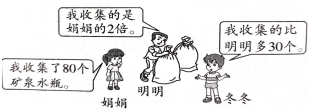 我收集的是
娟娟的2倍。
我收集的比
明明多30个。
我收集了80个
矿泉水瓶。
娟娟
明明
冬冬